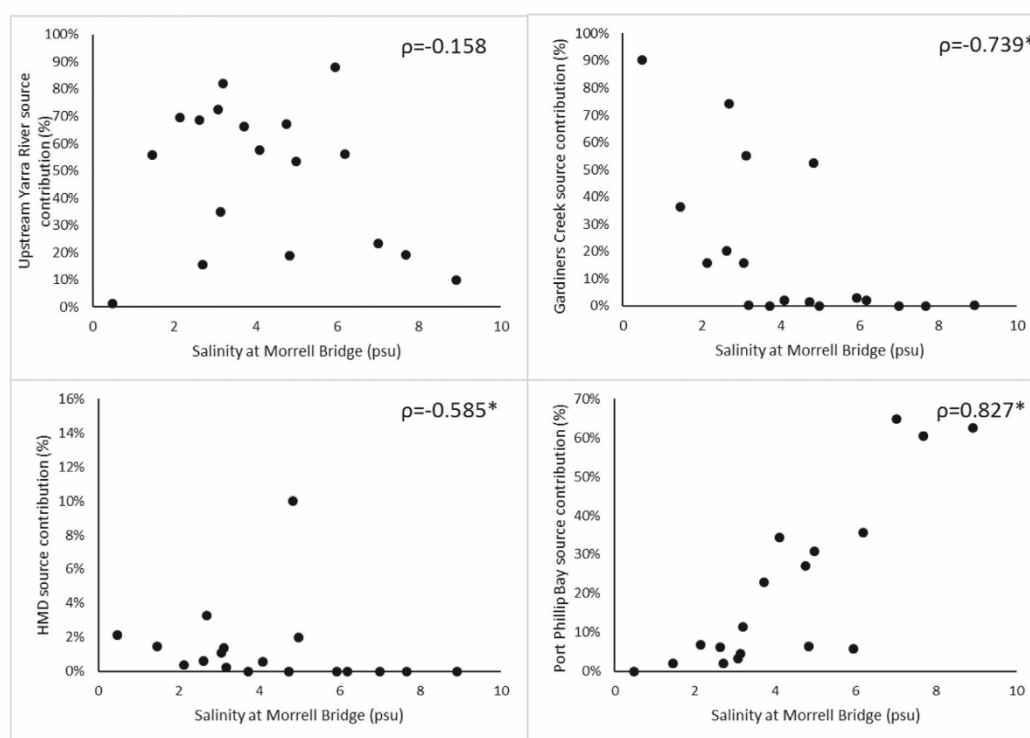 ρ=-0.158
Upstream Yarra River source
contribution (%)
100%
90%
80%
70%
60%
50%
40%
30%
20%
10%
0%
0 2 4 6 8 10
Salinity at Morrell Bridge (psu)
ρ=-0.739*
Gardiners Creek source contribution (%)
100%
90%
80%
70%
60%
50%
40%
30%
20%
10%
0%
0 2 4 6 8 10
Salinity at Morrell Bridge (psu)
ρ=-0.585*
HMD source contribution (%)
16%
14%
12%
10%
8%
6%
4%
2%
0%
0 2 4 6 8 10
Salinity at Morrell Bridge (psu)
ρ=0.827*
Port Phillip Bay source contribution (%)
70%
60%
50%
40%
30%
20%
10%
0%
0 2 4 6 8 10
Salinity at Morrell Bridge (psu)